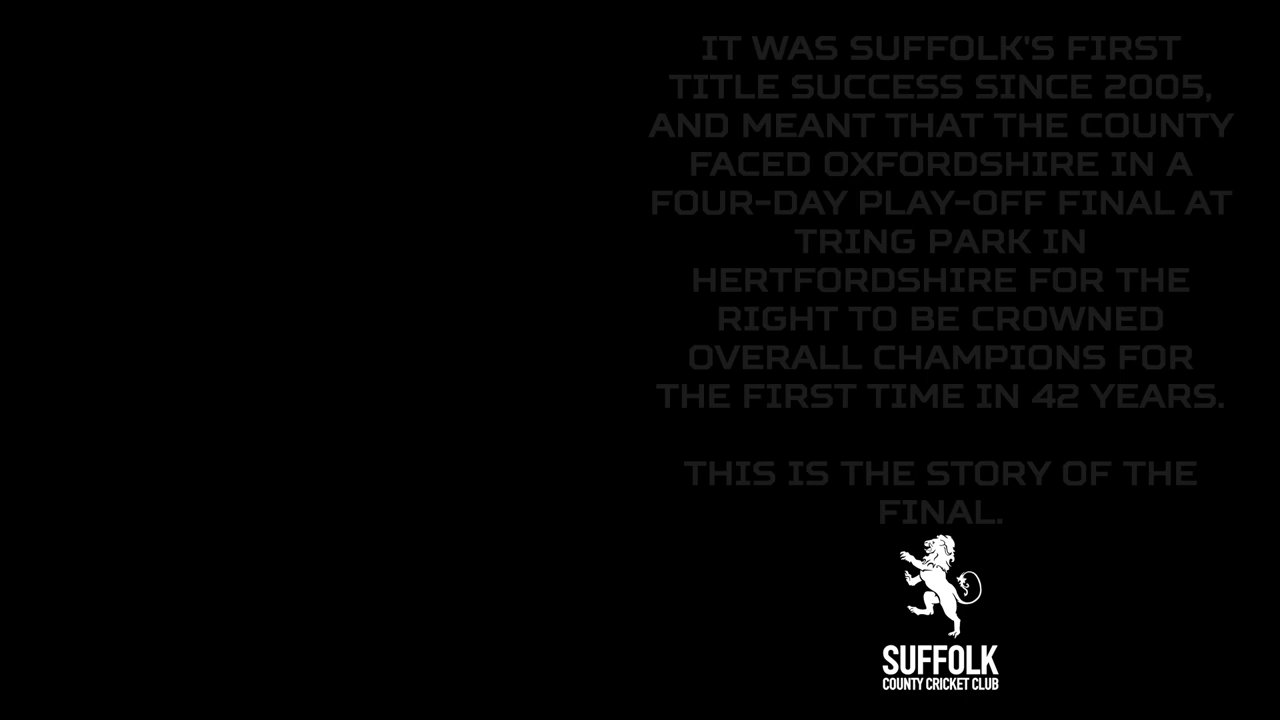 IT WAS SUFFOLK'S FIRST
TITLE SUCCESS SINCE 2005,
AND MEANT THAT THE COUNTY
FACED OXFORDSHIRE IN A
FOUR-DAY PLAY-OFF FINAL AT
TRING PARK IN
HERTFORDSHIRE FOR THE
RIGHT TO BE CROWNED
OVERALL CHAMPIONS FOR
THE FIRST TIME IN 42 YEARS.
THIS IS THE STORY OF THE
FINAL.
SUFFOLK
COUNTY CRICKET CLUB